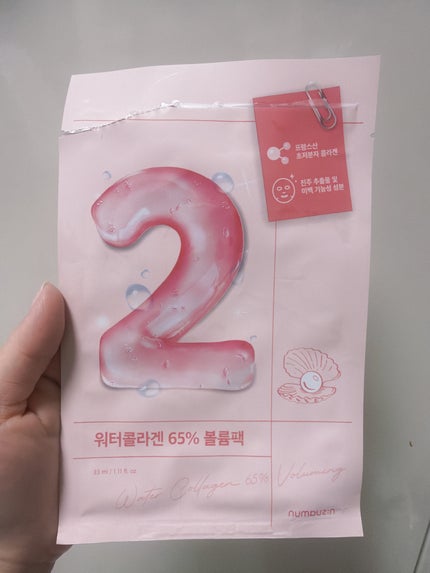 프랑스산
초저분자 콜라겐
진주 추출물 및
미백 기능성 성분
2
워터콜라겐 65% 볼륨팩
33 ml / 1.11 fl. oz
Water Collagen 65% Voluming
numbuzin